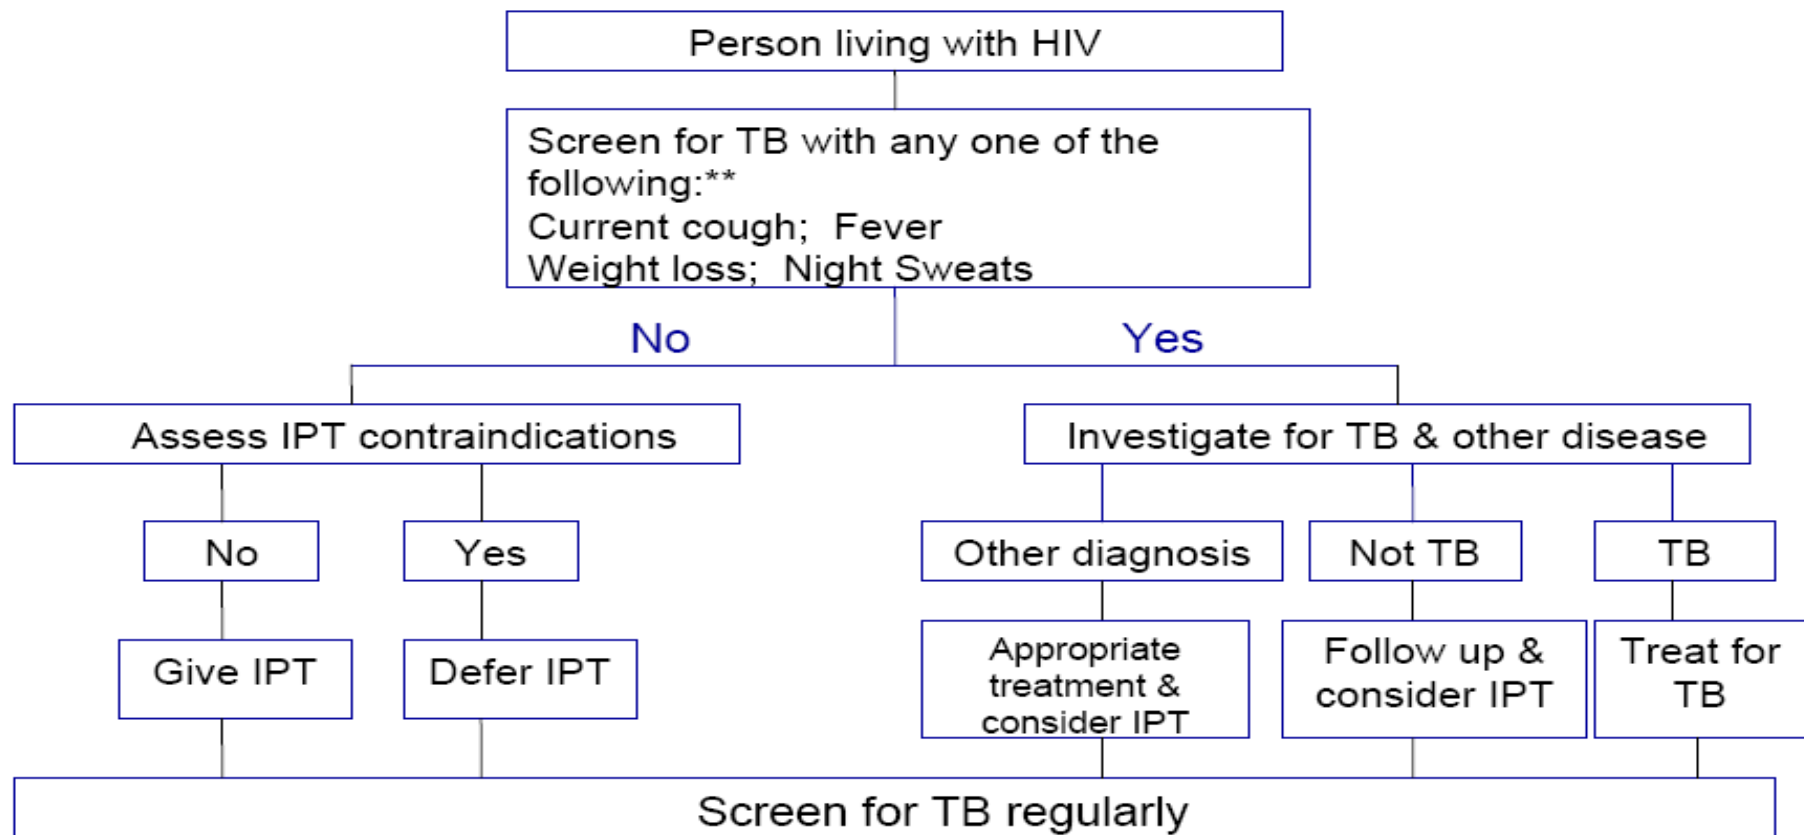 Person living with HIV
Screen for TB with any one of the
following:**
Current cough;  Fever
Weight loss;  Night Sweats
No
Yes
Assess IPT contraindications
Investigate for TB & other disease
No
Yes
Other diagnosis
Not TB
TB
Give IPT
Defer IPT
Appropriate
treatment &
consider IPT
Follow up &
consider IPT
Treat for
TB
Screen for TB regularly